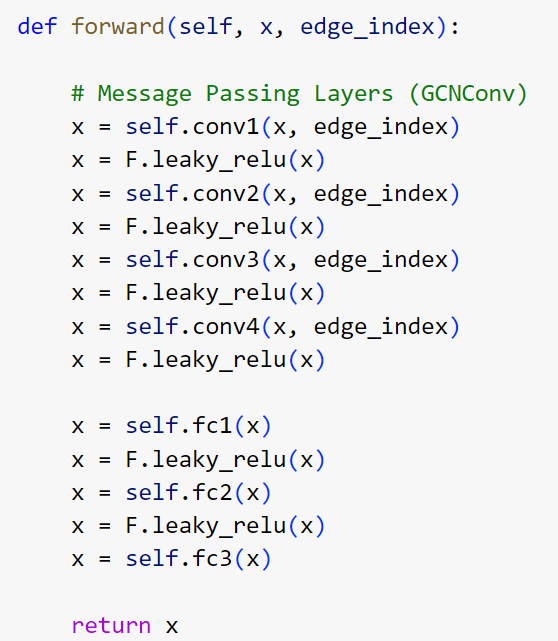 def forward(self, x, edge_index):
# Message Passing Layers (GCNConv)
x = self.conv1(x, edge_index)
x = F.leaky_relu(x)
x = self.conv2(x, edge_index)
x = F.leaky_relu(x)
x = self.conv3(x, edge_index)
x = F.leaky_relu(x)
x = self.conv4(x, edge_index)
x = F.leaky_relu(x)
x = self.fc1(x)
x = F.leaky_relu(x)
x = self.fc2(x)
x = F.leaky_relu(x)
x = self.fc3(x)
return x